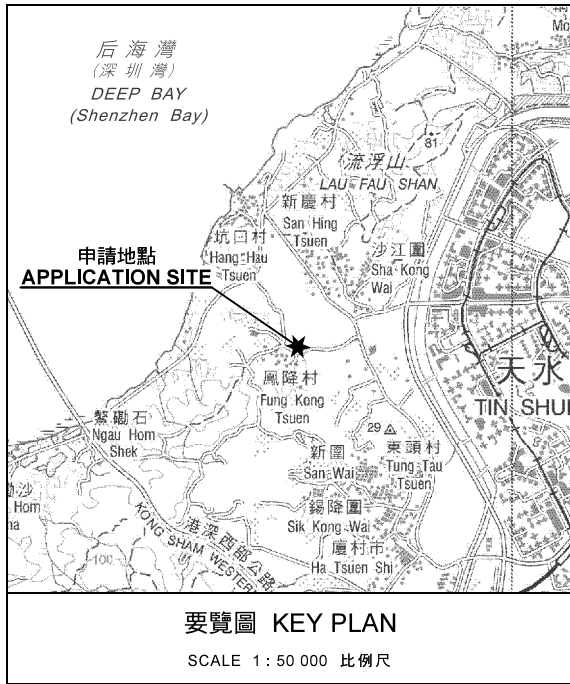 后海灣
(深圳灣)
DEEP BAY
(Shenzhen Bay)
81
流浮山
LAU FAU SHAN
新慶村
San Hing
Tsuen
坑口村
Hang Hau
Tsuen
沙江圍
Sha Kong
Wai
申請地點
APPLICATION SITE
鳳降村
Fung Kong
Tsuen
天水
TIN SHUI
鰲磡石
Ngau Hom
Shek
29
新圍
San Wai
東頭村
Tung Tau
Tsuen
磡沙
Hom
錫降圍
Sik Kong Wai
港深西部公路
KONG SHAM WESTER
廈村市
Ha Tsuen Shi
100
要覽圖 KEY PLAN
SCALE 1 : 50 000 比例尺